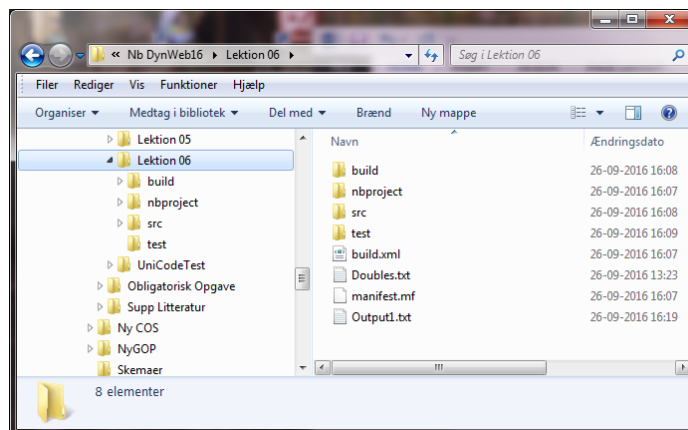 « Nb DynWeb16 Lektion 06 Søg i Lektion 06
Filer Rediger Vis Funktioner Hjælp
Organiser Medtag i bibliotek Del med Brænd Ny mappe
Lektion 05
Lektion 06
build
nbproject
src
test
UniCodeTest
Obligatorisk Opgave
Supp Litteratur
Ny COS
NyGOP
Skemaer
Navn Ændringsdato
build 26-09-2016 16:08
nbproject 26-09-2016 16:07
src 26-09-2016 16:08
test 26-09-2016 16:09
build.xml 26-09-2016 16:07
Doubles.txt 26-09-2016 13:23
manifest.mf 26-09-2016 16:07
Output1.txt 26-09-2016 16:19
8 elementer